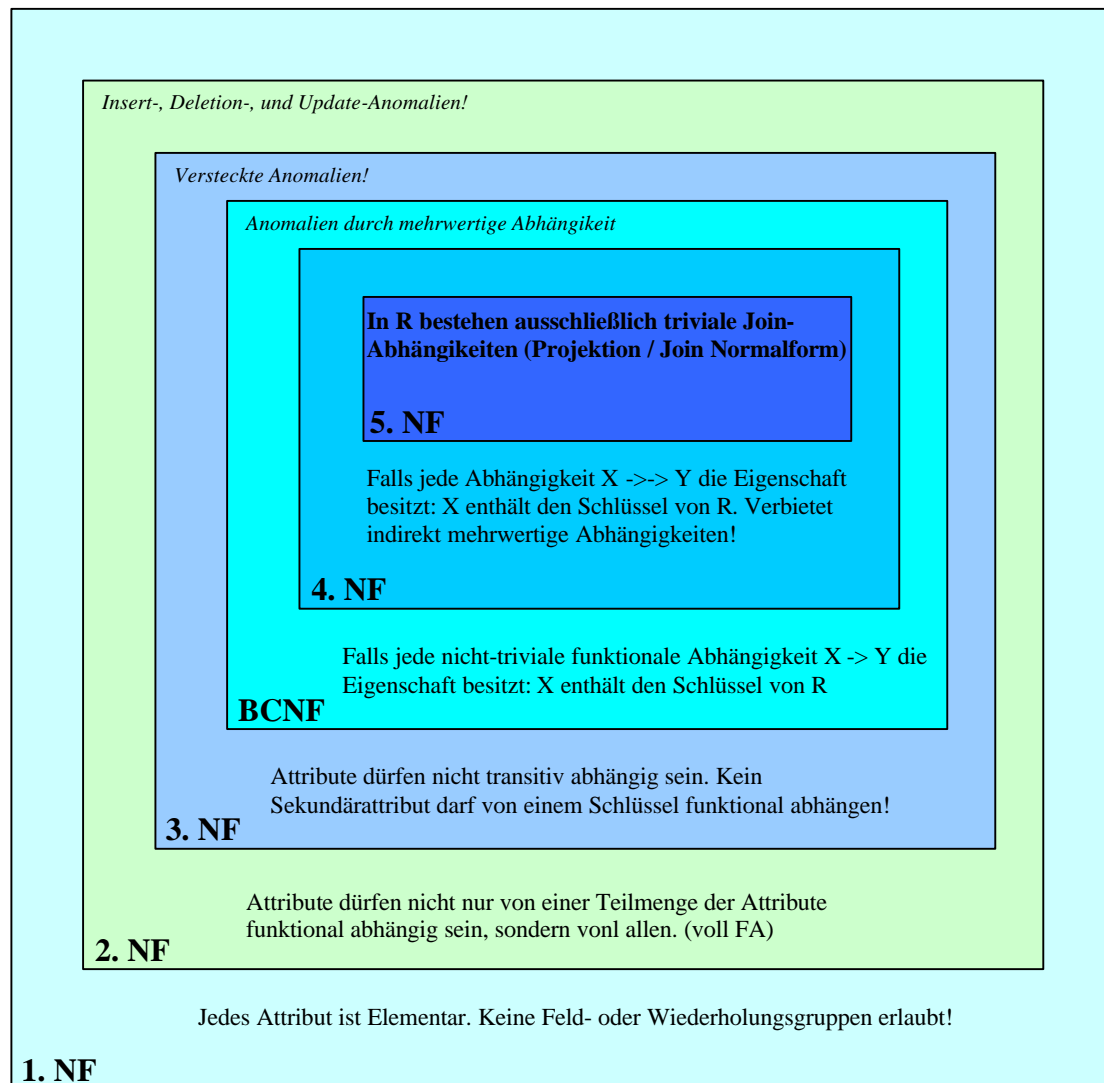 Insert-, Deletion-, und Update-Anomalien!
Versteckte Anomalien!
Anomalien durch mehrwertige Abhängikeit
In R bestehen ausschließlich triviale Join-
Abhängikeiten (Projektion / Join Normalform)
5. NF
Falls jede Abhängigkeit X ->-> Y die Eigenschaft
besitzt: X enthält den Schlüssel von R. Verbietet
indirekt mehrwertige Abhängigkeiten!
4. NF
Falls jede nicht-triviale funktionale Abhängigkeit X -> Y die
Eigenschaft besitzt: X enthält den Schlüssel von R
BCNF
Attribute dürfen nicht transitiv abhängig sein. Kein
Sekundärattribut darf von einem Schlüssel funktional abhängen!
3. NF
Attribute dürfen nicht nur von einer Teilmenge der Attribute
funktional abhängig sein, sondern vonl allen. (voll FA)
2. NF
Jedes Attribut ist Elementar. Keine Feld- oder Wiederholungsgruppen erlaubt!
1. NF